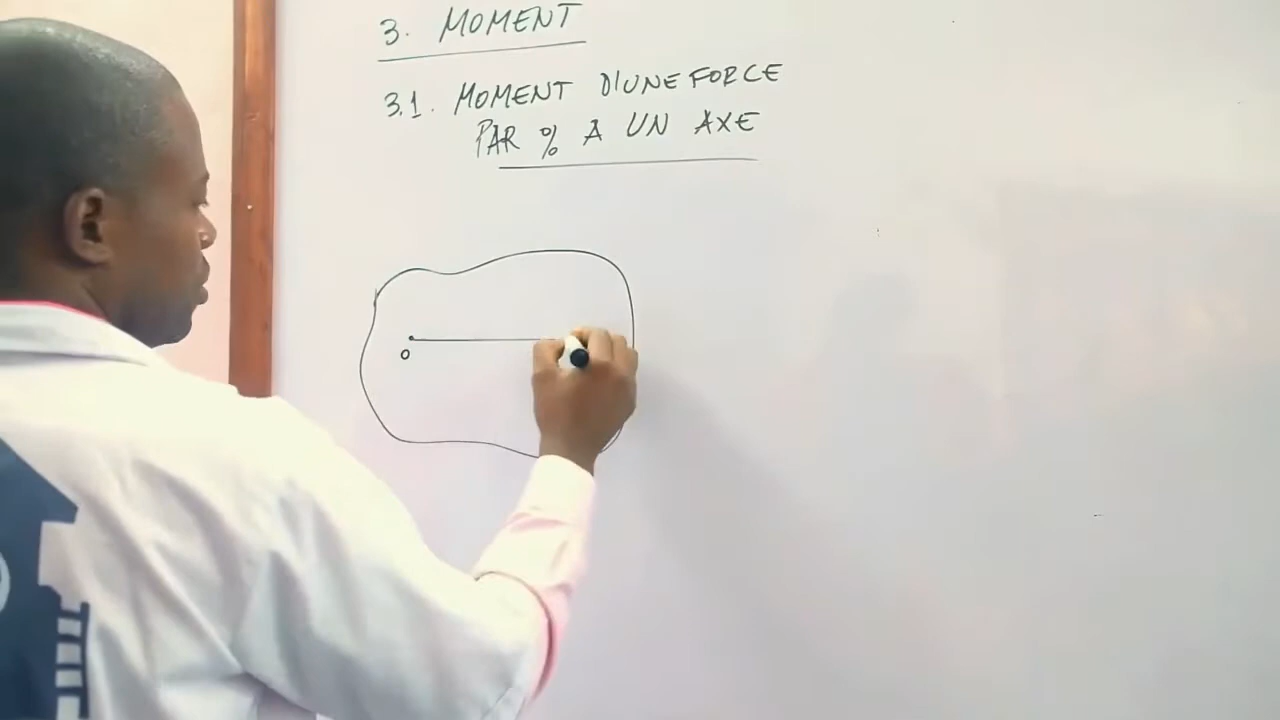 3. MOMENT
3.1. MOMENT D'UNE FORCE
PAR % A UN AXE
O